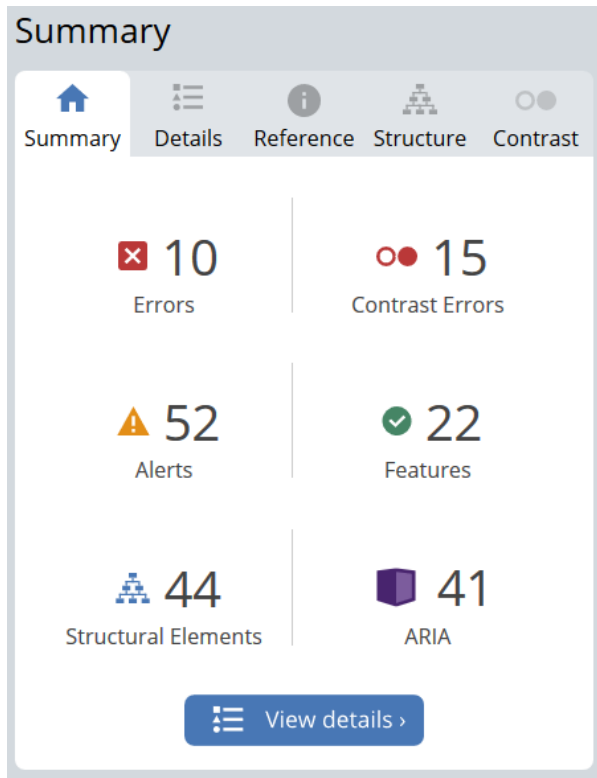 Summary
Summary Details Reference Structure Contrast
10 15
Errors Contrast Errors
52 22
Alerts Features
44 41
Structural Elements ARIA
View details ›